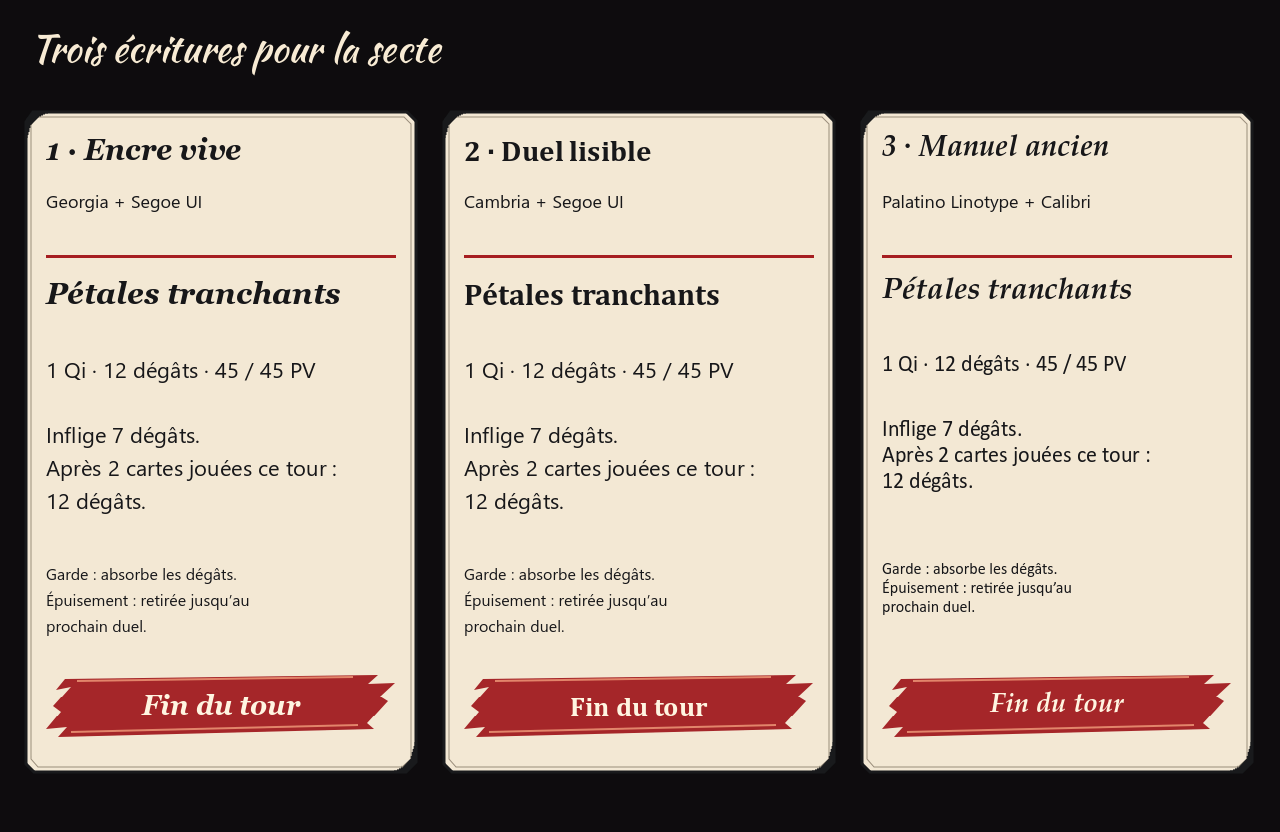 Trois écritures pour la secte
1 · Encre vive
Georgia + Segoe UI
Pétales tranchants
1 Qi · 12 dégâts · 45 / 45 PV
Inflige 7 dégâts.
Après 2 cartes jouées ce tour :
12 dégâts.
Garde : absorbe les dégâts.
Épuisement : retirée jusqu’au
prochain duel.
Fin du tour
2 · Duel lisible
Cambria + Segoe UI
Pétales tranchants
1 Qi · 12 dégâts · 45 / 45 PV
Inflige 7 dégâts.
Après 2 cartes jouées ce tour :
12 dégâts.
Garde : absorbe les dégâts.
Épuisement : retirée jusqu’au
prochain duel.
Fin du tour
3 · Manuel ancien
Palatino Linotype + Calibri
Pétales tranchants
1 Qi · 12 dégâts · 45 / 45 PV
Inflige 7 dégâts.
Après 2 cartes jouées ce tour :
12 dégâts.
Garde : absorbe les dégâts.
Épuisement : retirée jusqu’au
prochain duel.
Fin du tour